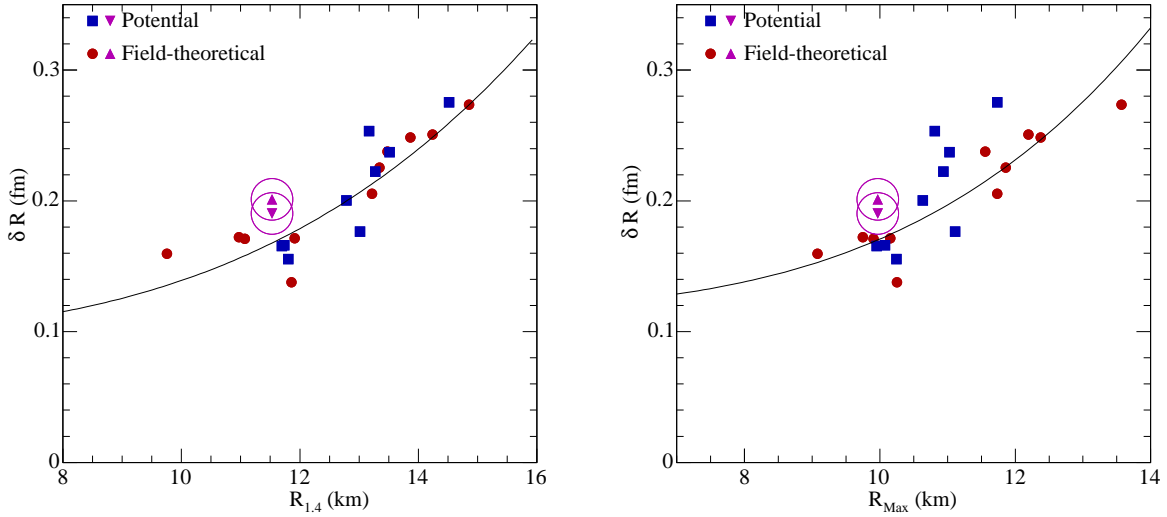 Potential
Field-theoretical
0.3
0.2
0.1
0
δ R (fm)
8 10 12 14 16
R1.4 (km)
Potential
Field-theoretical
0.3
0.2
0.1
0
δ R (fm)
8 10 12 14
RMax (km)